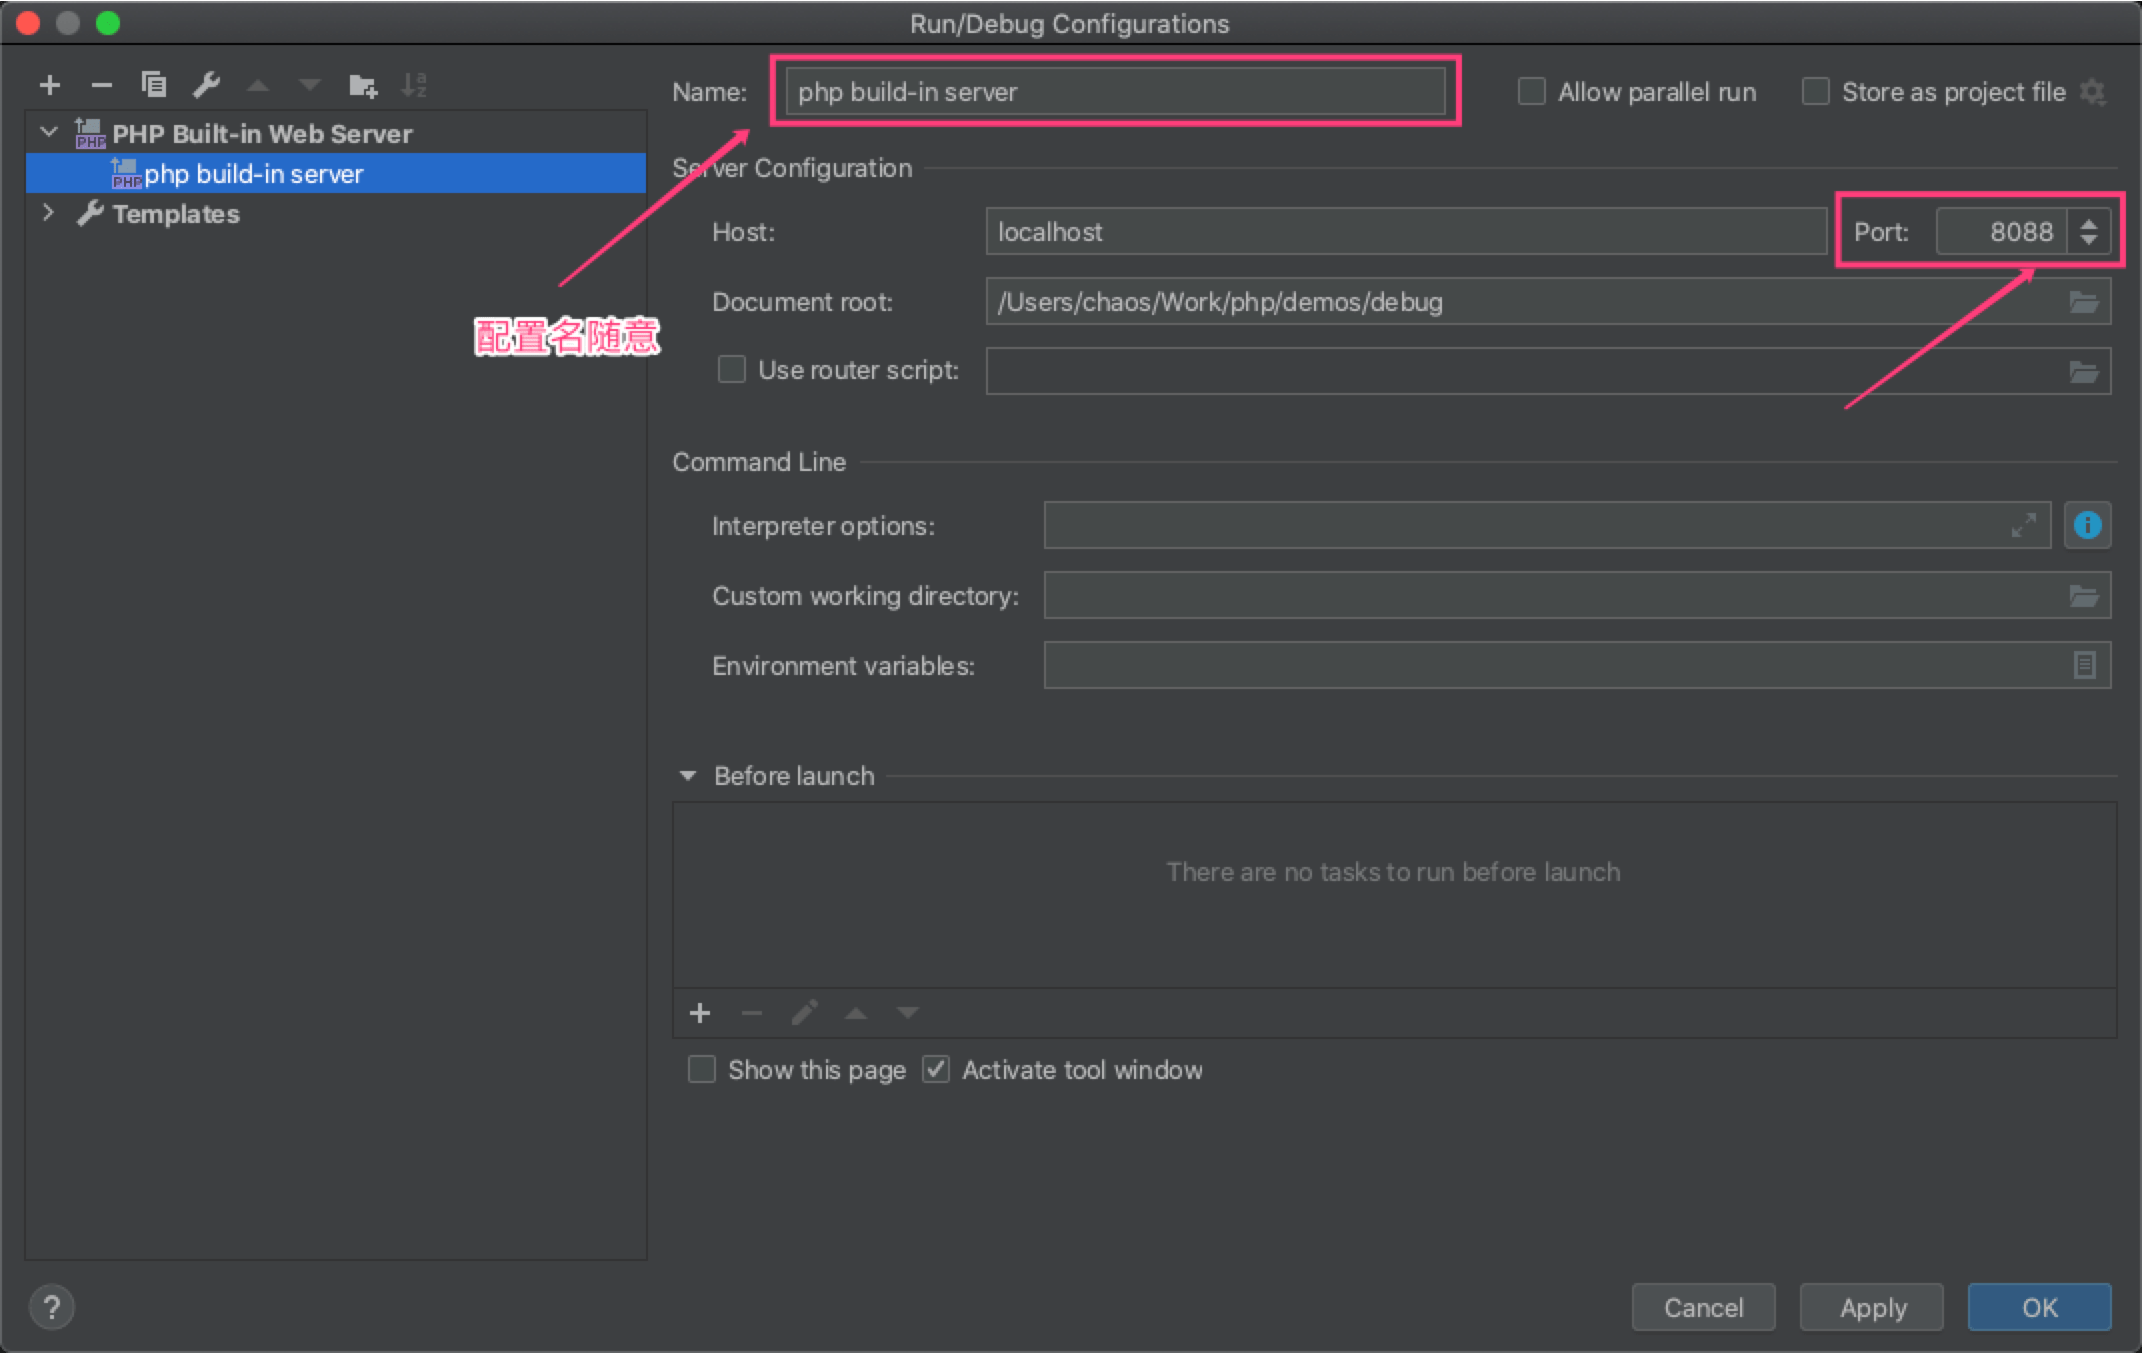 Run/Debug Configurations
PHP Built-in Web Server
php build-in server
Templates
Name: php build-in server
Allow parallel run
Store as project file
Server Configuration
Host: localhost
Port: 8088
Document root: /Users/chaos/Work/php/demos/debug
配置名随意
Use router script:
Command Line
Interpreter options:
Custom working directory:
Environment variables:
Before launch
There are no tasks to run before launch
Show this page
Activate tool window
?
Cancel
Apply
OK